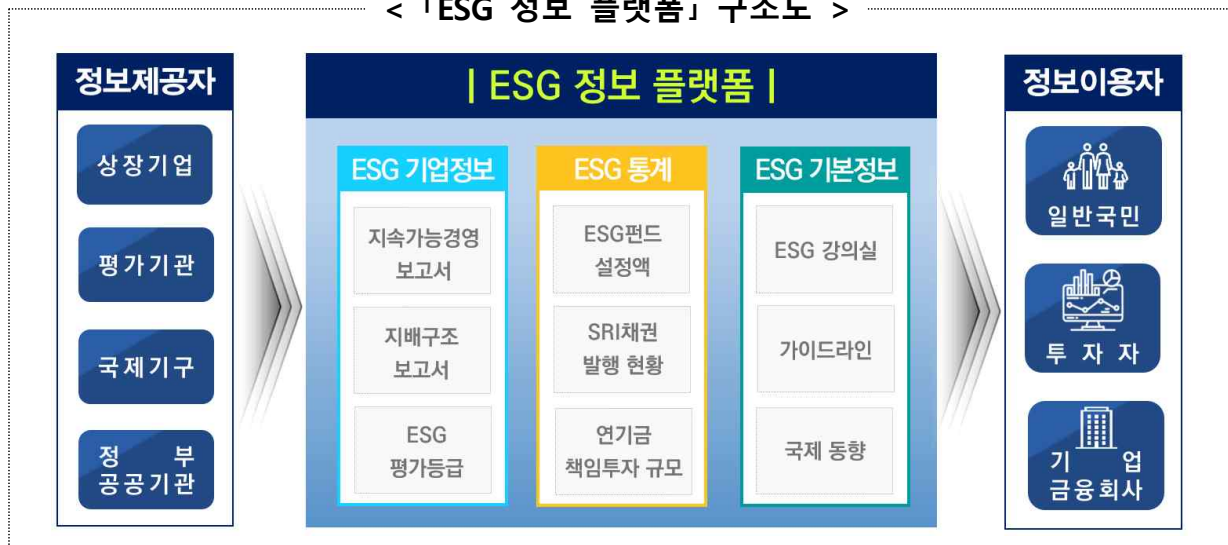 <「ESG 정보 플랫폼」구조도 >
정보제공자
상장기업
평가기관
국제기구
정 부
공공기관
| ESG 정보 플랫폼 |
ESG 기업정보
지속가능경영
보고서
지배구조
보고서
ESG
평가등급
ESG 통계
ESG펀드
설정액
SRI채권
발행 현황
연기금
책임투자 규모
ESG 기본정보
ESG 강의실
가이드라인
국제 동향
정보이용자
일반국민
투 자 자
기 업
금융회사